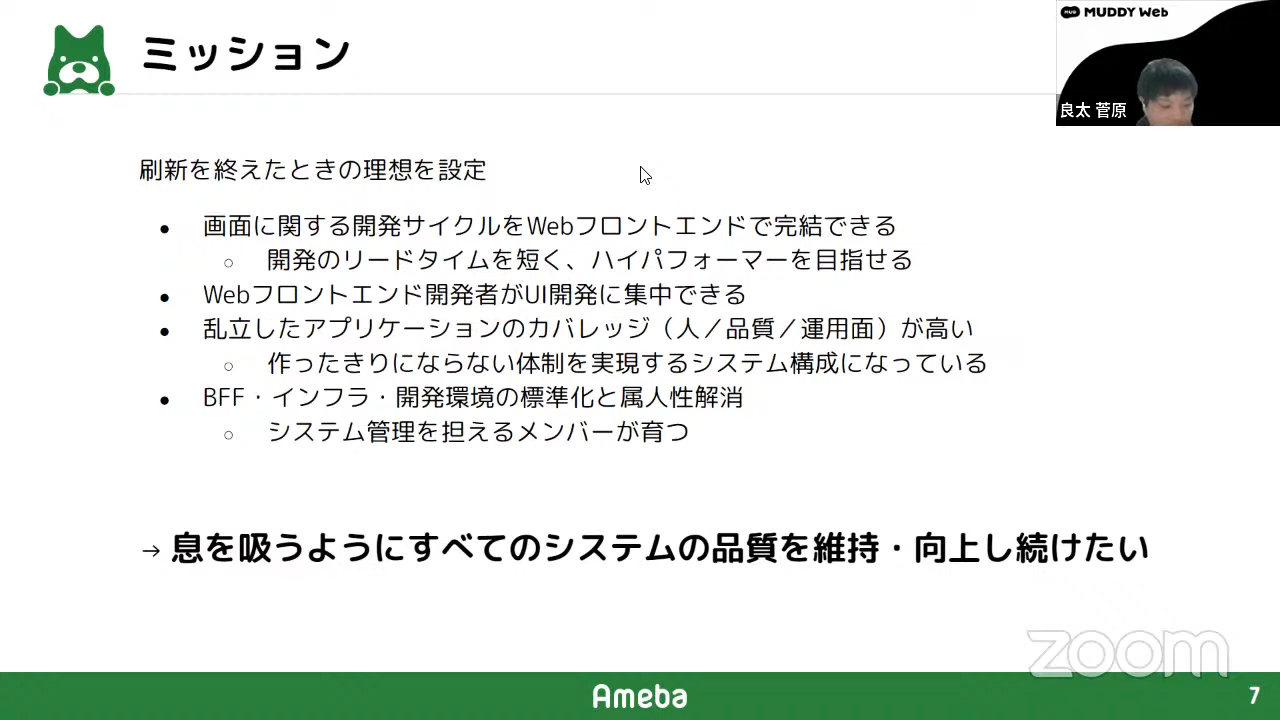 ミッション
MUD MUDDY Web
良太 菅原
刷新を終えたときの理想を設定
● 画面に関する開発サイクルをWebフロントエンドで完結できる
○ 開発のリードタイムを短く、ハイパフォーマーを目指せる
● Webフロントエンド開発者がUI開発に集中できる
● 乱立したアプリケーションのカバレッジ（人／品質／運用面）が高い
○ 作ったきりにならない体制を実現するシステム構成になっている
● BFF・インフラ・開発環境の標準化と属人性解消
○ システム管理を担えるメンバーが育つ
→ 息を吸うようにすべてのシステムの品質を維持・向上し続けたい
zoom
Ameba
7